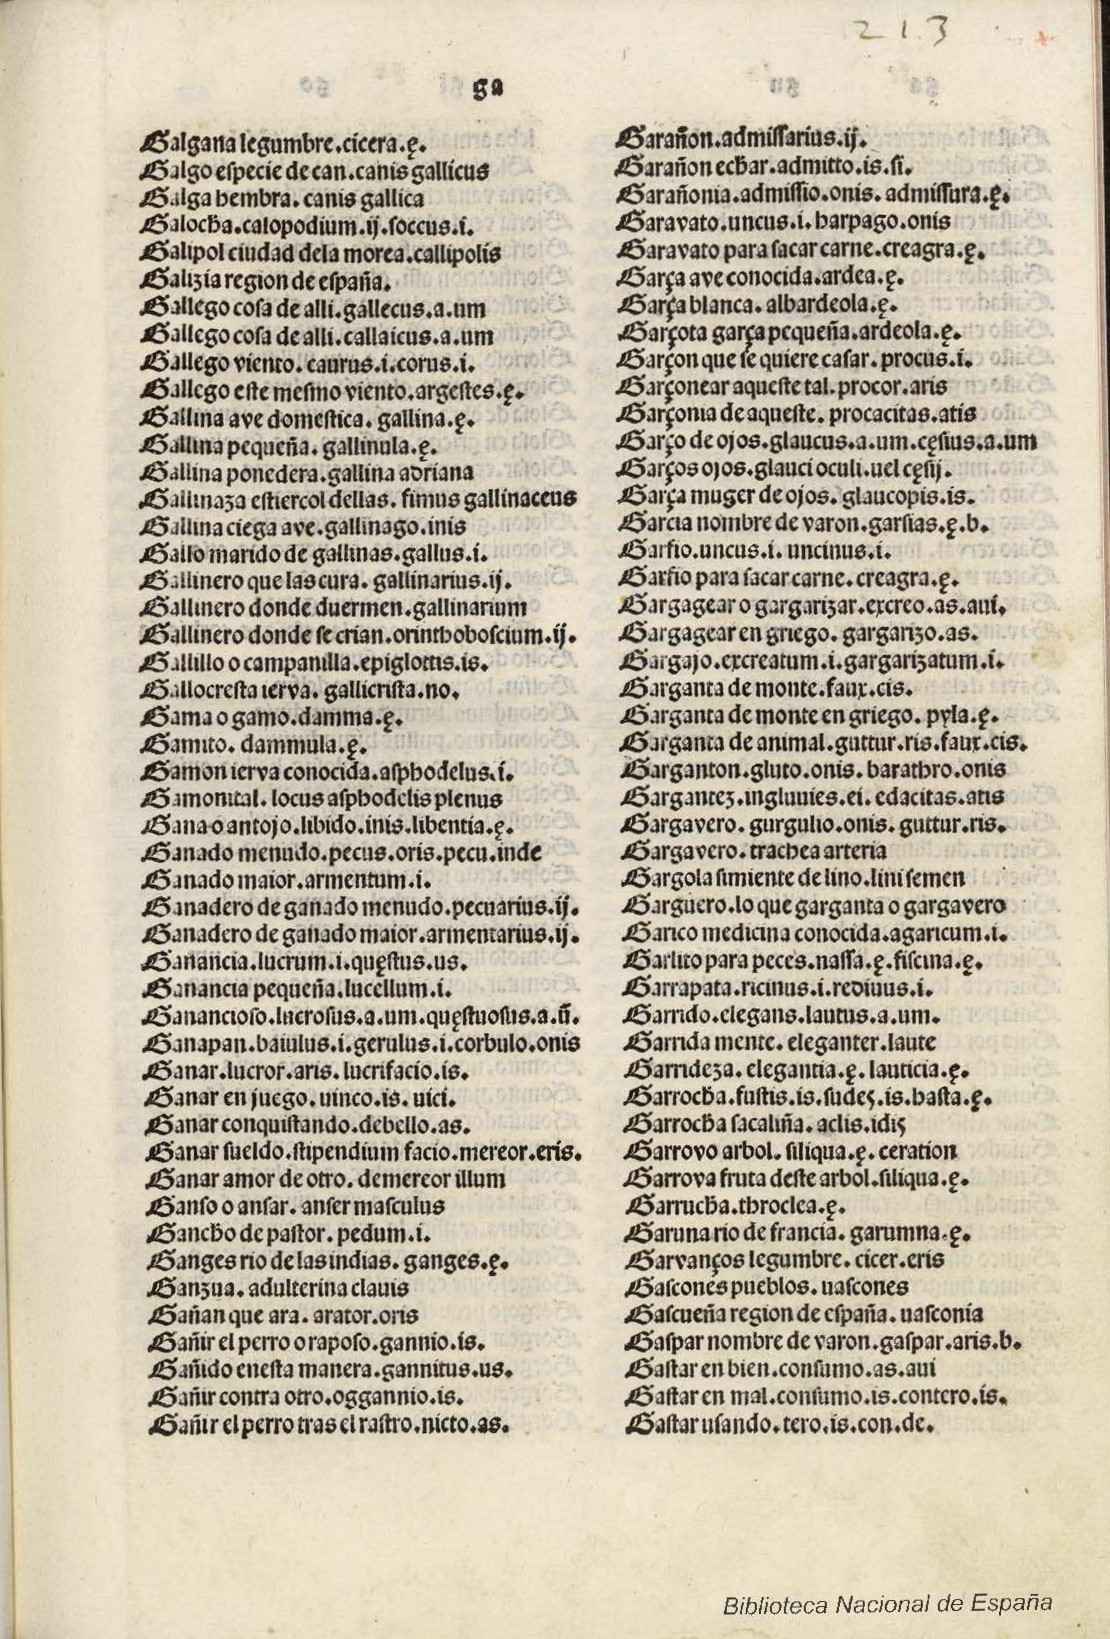 213
ga
Galgana legumbre.cicera.ę.
Galgo especie de can.canis gallicus
Galga hembra.canis gallica
Galocha.calopodium.ij.soccus.i.
Galipol ciudad dela morea.callipolis
Galizia region de españa.
Gallego cosa de alli.gallecus.a.um
Gallego cosa de alli.callaicus.a.um
Gallego viento.caurus.i.corus.i.
Gallego este mesmo viento.argestes.ę.
Gallina ave domestica.gallina.ę.
Gallina pequeña.gallinula.ę.
Gallina ponedera.gallina adriana
Gallinaza estiercol dellas.fimus gallinaceus
Gallina ciega ave.gallinago.inis
Gallo marido de gallinas.gallus.i.
Gallinero que las cura.gallinarius.ij.
Gallinero donde duermen.gallinarium
Gallinero donde se crian.orinthoboscium.ij.
Gallillo o campanilla.epiglottis.is.
Gallocresta ierva.gallicrista.no.
Gama o gamo.damma.ę.
Gamito.dammula.ę.
Gamon ierva conocida.asphodelus.i.
Gamonital.locus asphodelis plenus
Gana o antojo.libido.inis.libentia.ę.
Ganado menudo.pecus.oris.pecu.inde
Ganado maior.armentum.i.
Ganadero de ganado menudo.pecuarius.ij.
Ganadero de ganado maior.armentarius.ij.
Ganancia.lucrum.i.quęstus.us.
Ganancia pequeña.lucellum.i.
Ganancioso.lucrosus.a.um.quęstuosus.a.ū.
Ganapan.baiulus.i.gerulus.i.corbulo.onis
Ganar.lucror.aris.lucrifacio.is.
Ganar en juego.uinco.is.uici.
Ganar conquistando.debello.as.
Ganar sueldo.stipendium facio.mereor.eris.
Ganar amor de otro.demereor illum
Ganso o ansar.anser masculus
Gancho de pastor.pedum.i.
Ganges rio de las indias.ganges.ę.
Ganzua.adulterina clavis
Gañan que ara.arator.oris
Gañir el perro o raposo.gannio.is.
Gañido enesta manera.gannitus.us.
Gañir contra otro.oggannio.is.
Gañir el perro tras el rastro.nicto.as.
Garañon.admissarius.ij.
Garañon echar.admitto.is.si.
Garañonia.admissio.onis.admissura.ę.
Garavato.uncus.i.harpago.onis
Garavato para sacar carne.creagra.ę.
Garça ave conocida.ardea.ę.
Garça blanca.albardeola.ę.
Garçota garça pequeña.ardeola.ę.
Garçon que se quiere casar.procus.i.
Garçonear aqueste tal.procor.aris
Garçonia de aqueste.procacitas.atis
Garço de ojos.glaucus.a.um.cęsius.a.um
Garços ojos.glauci oculi.uel cęsij.
Garça muger de ojos.glaucopis.is.
Garcia nombre de varon.garsias.ę.b.
Garfio.uncus.i.uncinus.i.
Garfio para sacar carne.creagra.ę.
Gargagear o gargarizar.excreo.as.aui.
Gargagear en griego.gargarizo.as.
Gargajo.excreatum.i.gargarizatum.i.
Garganta de monte.faux.cis.
Garganta de monte en griego.pyla.ę.
Garganta de animal.guttur.ris.faux.cis.
Garganton.gluto.onis.barathro.onis
Gargantez.ingluuies.ei.edacitas.atis
Gargavero.gurgulio.onis.guttur.ris.
Gargavero.trachea arteria
Gargola simiente de lino.lini semen
Garguero.lo que garganta o gargavero
Garico medicina conocida.agaricum.i.
Garlito para peces.nassa.ę.fiscina.ę.
Garrapata.ricinus.i.rediuus.i.
Garrido.elegans.lautus.a.um.
Garrida mente.eleganter.laute
Garrideza.elegantia.ę.lauticia.ę.
Garrocha.fustis.is.sudes.is.hasta.ę.
Garrocha sacaliña.aclis.idis
Garrovo arbol.siliqua.ę.ceration
Garrova fruta deste arbol.siliqua.ę.
Garrucha.throclea.ę.
Garuna rio de francia.garumna.ę.
Garvanços legumbre.cicer.eris
Gascones pueblos.uascones
Gascueña region de españa.uasconia
Gaspar nombre de varon.gaspar.aris.b.
Gastar en bien.consumo.as.aui
Gastar en mal.consumo.is.contero.is.
Gastar usando.tero.is.con.de.
Biblioteca Nacional de España